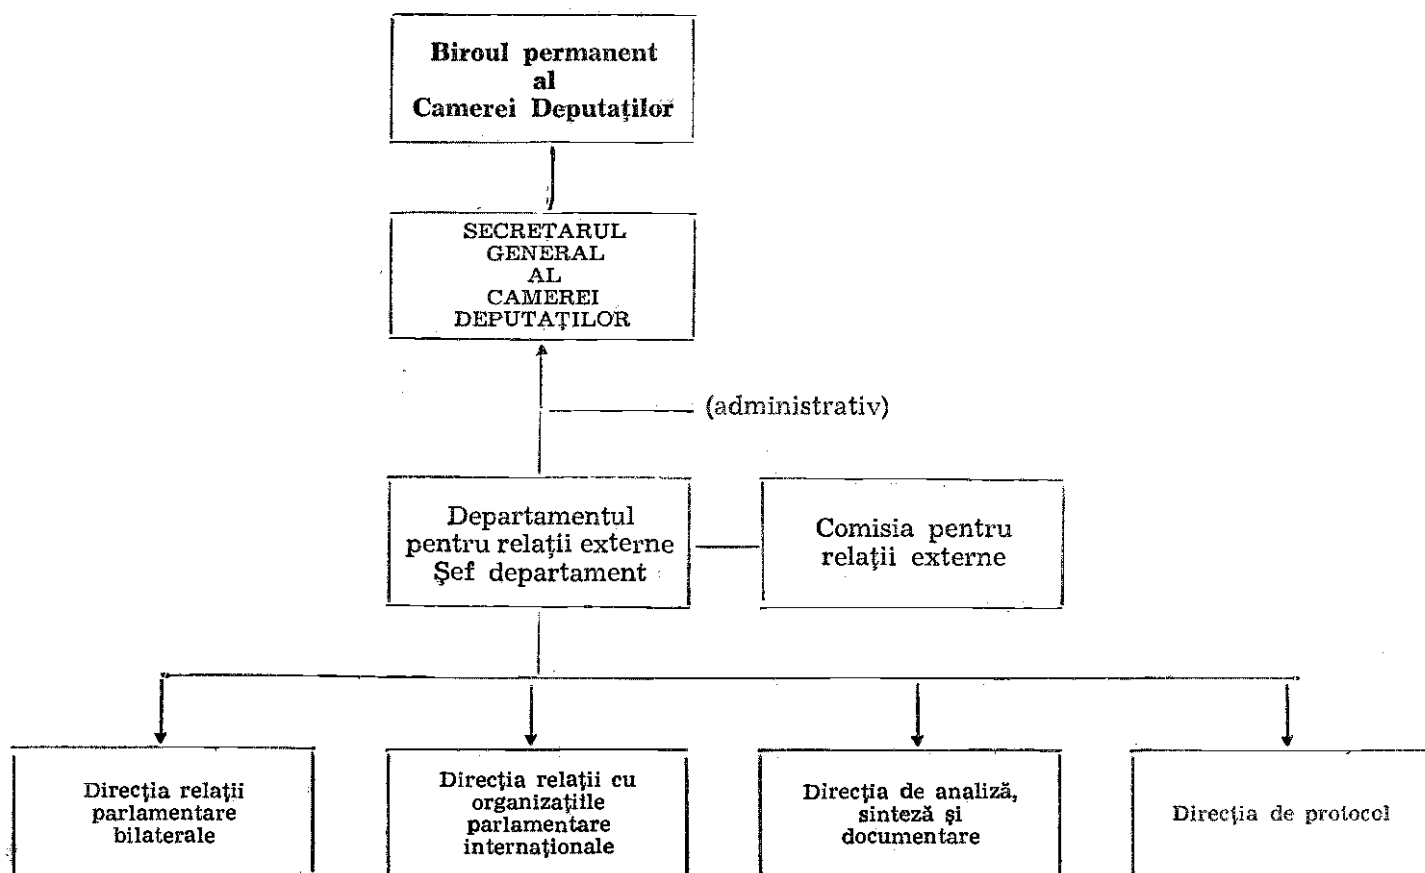 Biroul permanent
al
Camerei Deputaţilor
SECRETARUL
GENERAL
AL
CAMEREI
DEPUTAŢILOR
(administrativ)
Departamentul
pentru relaţii externe
Şef departament
Comisia pentru
relaţii externe
Direcţia relaţii
parlamentare
bilaterale
Direcţia relaţii cu
organizaţiile
parlamentare
internaţionale
Direcţia de analiză,
sinteză şi
documentare
Direcţia de protocol